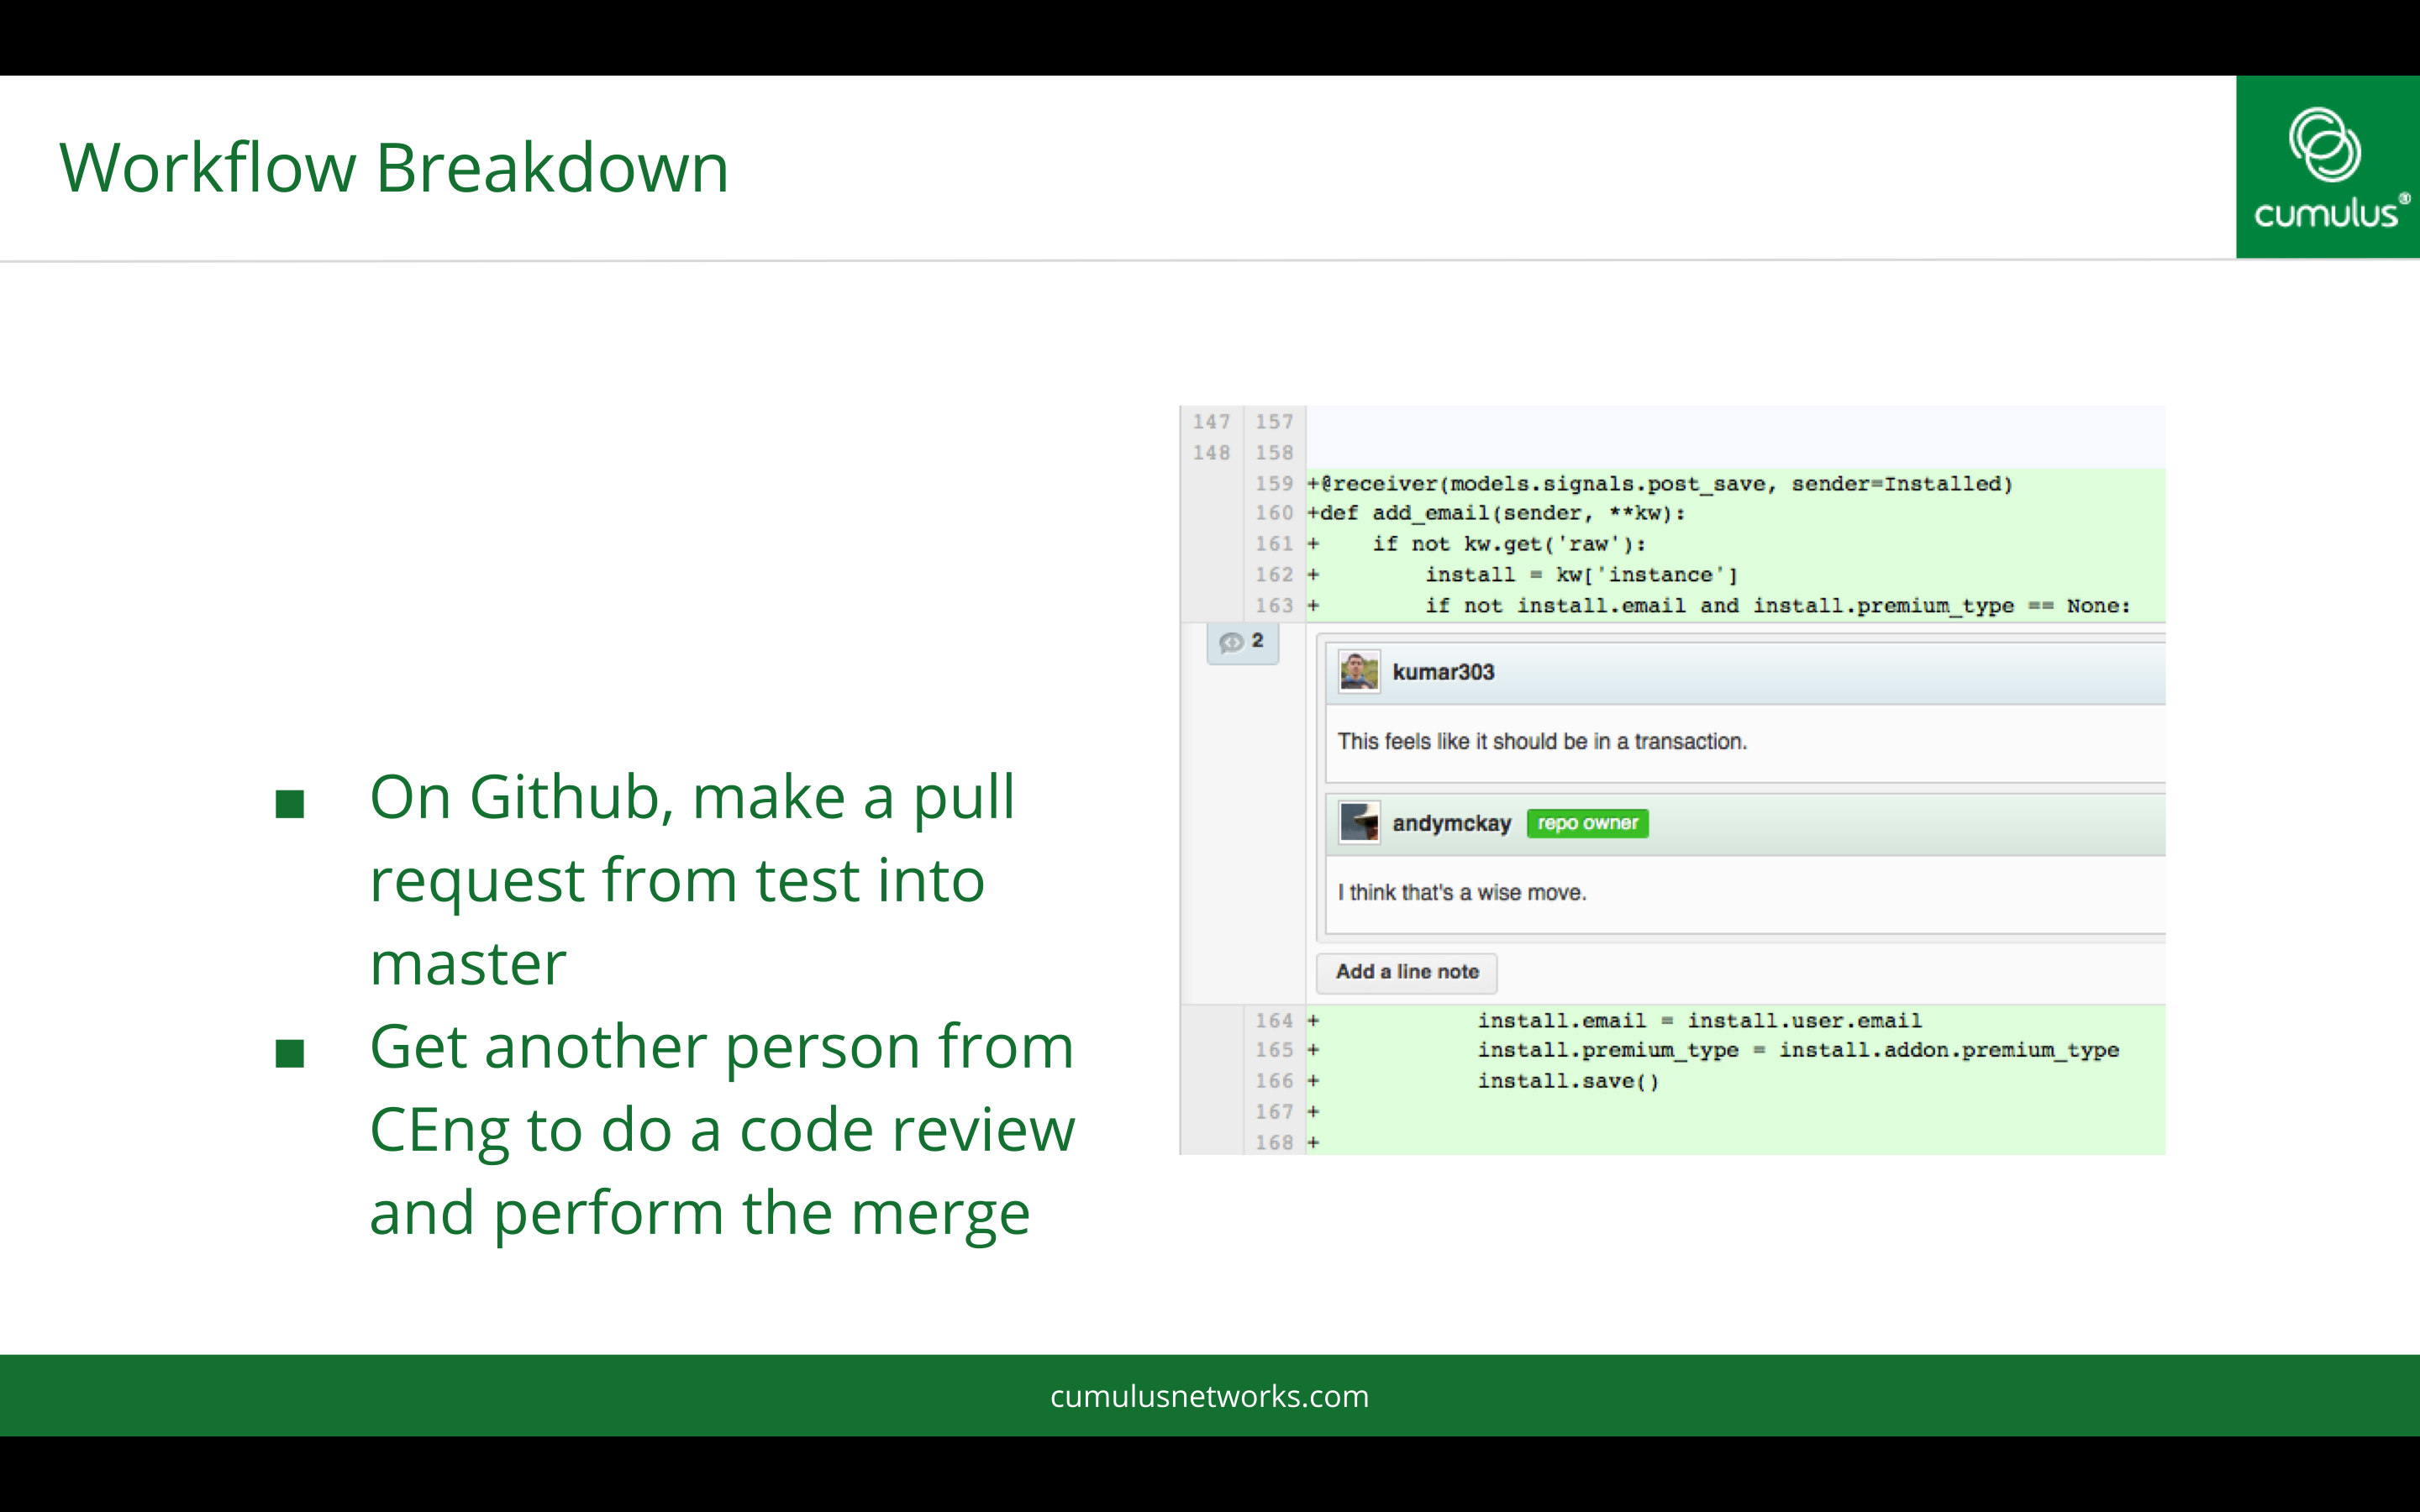 Workflow Breakdown
cumulus®
■ On Github, make a pull
request from test into
master
■ Get another person from
CEng to do a code review
and perform the merge
147 157
148 158
159 +@receiver(models.signals.post_save, sender=Installed)
160 +def add_email(sender, **kw):
161 +    if not kw.get('raw'):
162 +        install = kw['instance']
163 +        if not install.email and install.premium_type == None:
2
kumar303
This feels like it should be in a transaction.
andymckay repo owner
I think that's a wise move.
Add a line note
164 +            install.email = install.user.email
165 +            install.premium_type = install.addon.premium_type
166 +            install.save()
167 +
168 +
cumulusnetworks.com